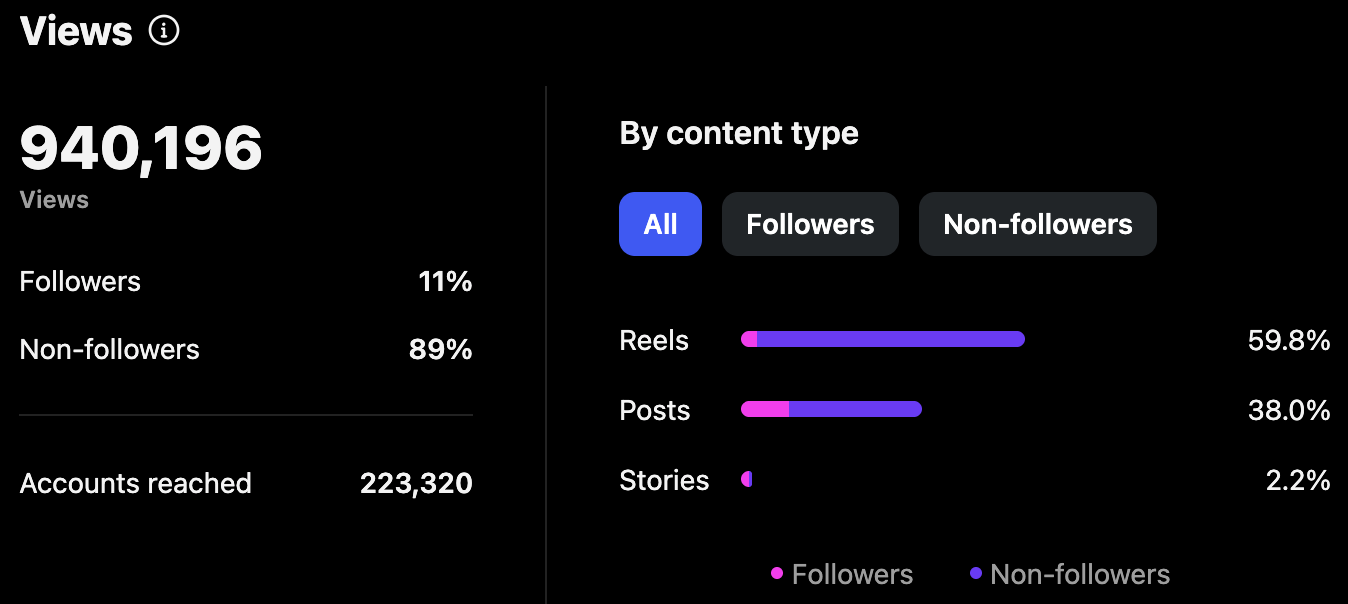 Views
940,196
Views
Followers 11%
Non-followers 89%
Accounts reached 223,320
By content type
All Followers Non-followers
Reels 59.8%
Posts 38.0%
Stories 2.2%
Followers Non-followers